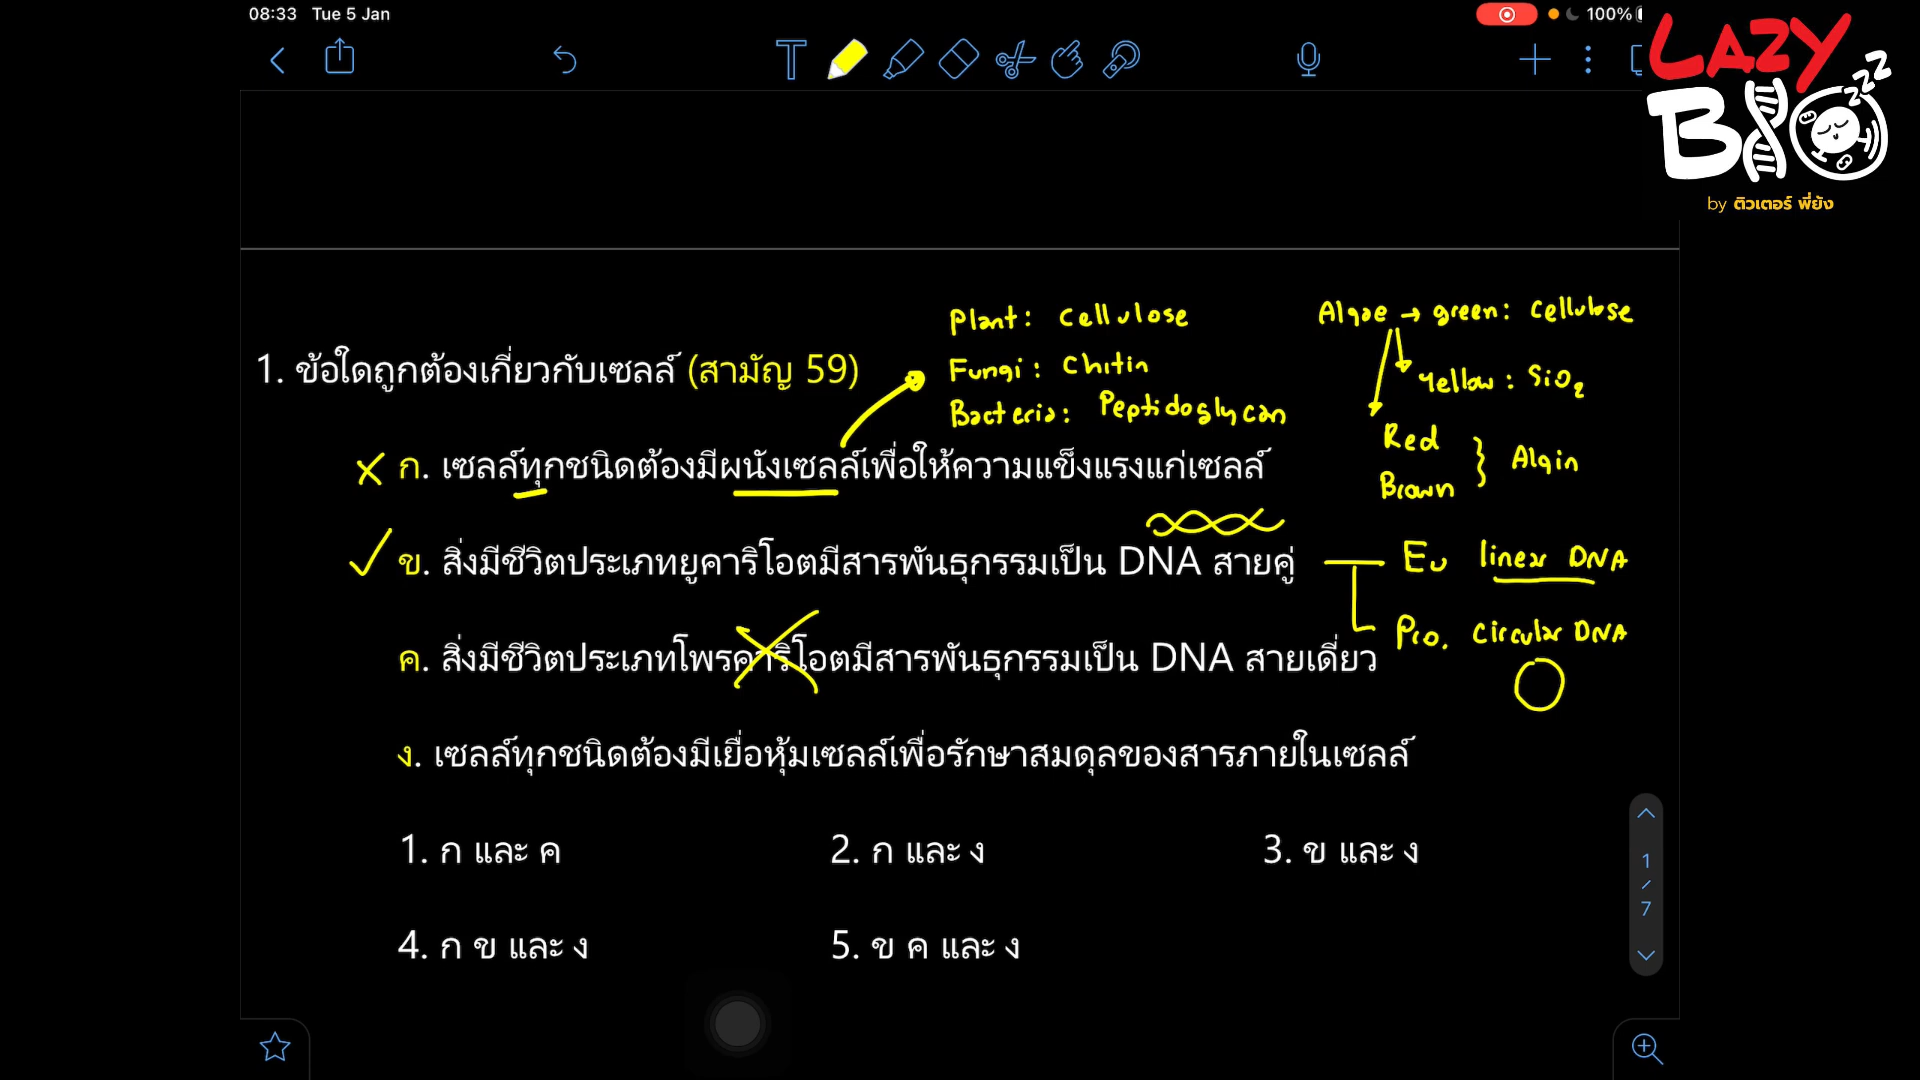 08:33 Tue 5 Jan
100%
LAZY
BIO zzz
by ติวเตอร์ พี่ยัง
Plant: Cellulose
Fungi: Chitin
Bacteria: Peptidoglycan
Algae → green: Cellulose
Yellow: SiO2
Red
Brown
} Algin
1. ข้อใดถูกต้องเกี่ยวกับเซลล์ (สามัญ 59)
ก. เซลล์ทุกชนิดต้องมีผนังเซลล์เพื่อให้ความแข็งแรงแก่เซลล์
ข. สิ่งมีชีวิตประเภทยูคาริโอตมีสารพันธุกรรมเป็น DNA สายคู่
Eu linear DNA
Pro. Circular DNA
ค. สิ่งมีชีวิตประเภทโพรคาริโอตมีสารพันธุกรรมเป็น DNA สายเดี่ยว
ง. เซลล์ทุกชนิดต้องมีเยื่อหุ้มเซลล์เพื่อรักษาสมดุลของสารภายในเซลล์
1. ก และ ค
2. ก และ ง
3. ข และ ง
4. ก ข และ ง
5. ข ค และ ง
1
/
7